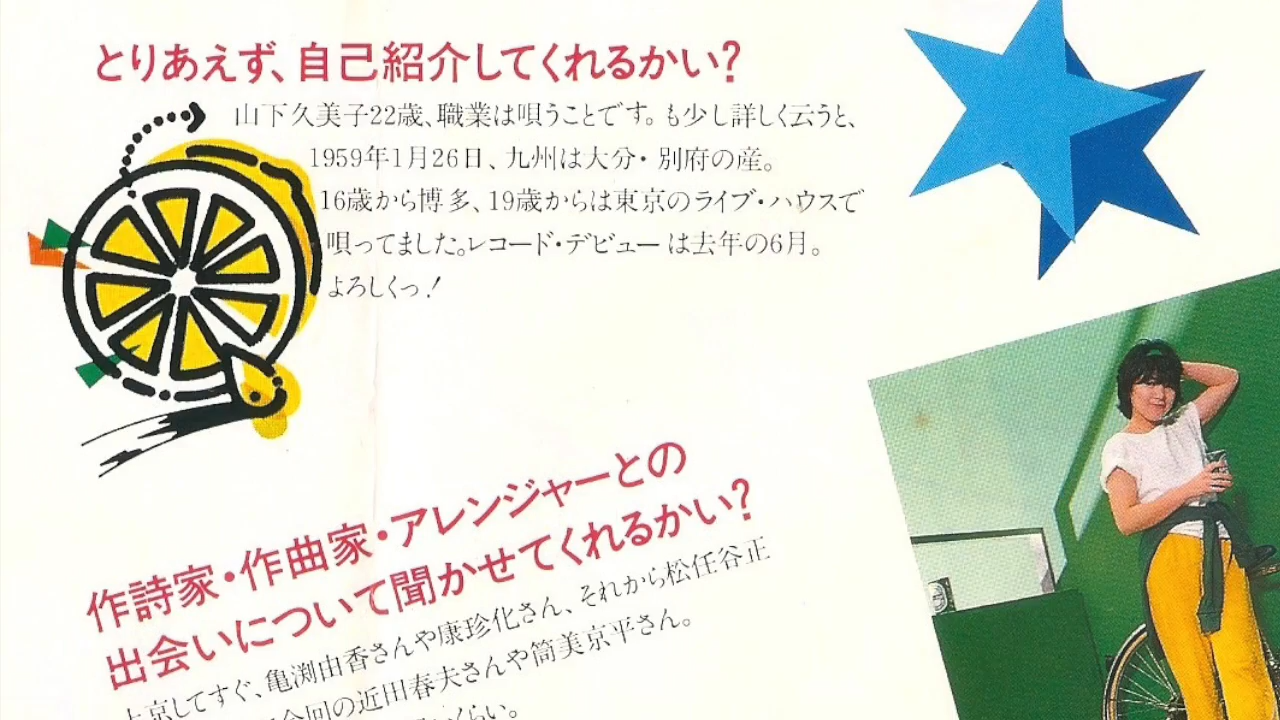 とりあえず、自己紹介してくれるかい?
山下久美子22歳、職業は唄うことです。も少し詳しく云うと、
1959年1月26日、九州は大分・別府の産。
16歳から博多、19歳からは東京のライブ・ハウスで
唄ってました。レコード・デビューは去年の6月。
よろしくっ!
作詩家・作曲家・アレンジャーとの
出会いについて聞かせてくれるかい?
上京してすぐ、亀渕由香さんや康珍化さん、それから松任谷正
今回の近田春夫さんや筒美京平さん。
くらい。